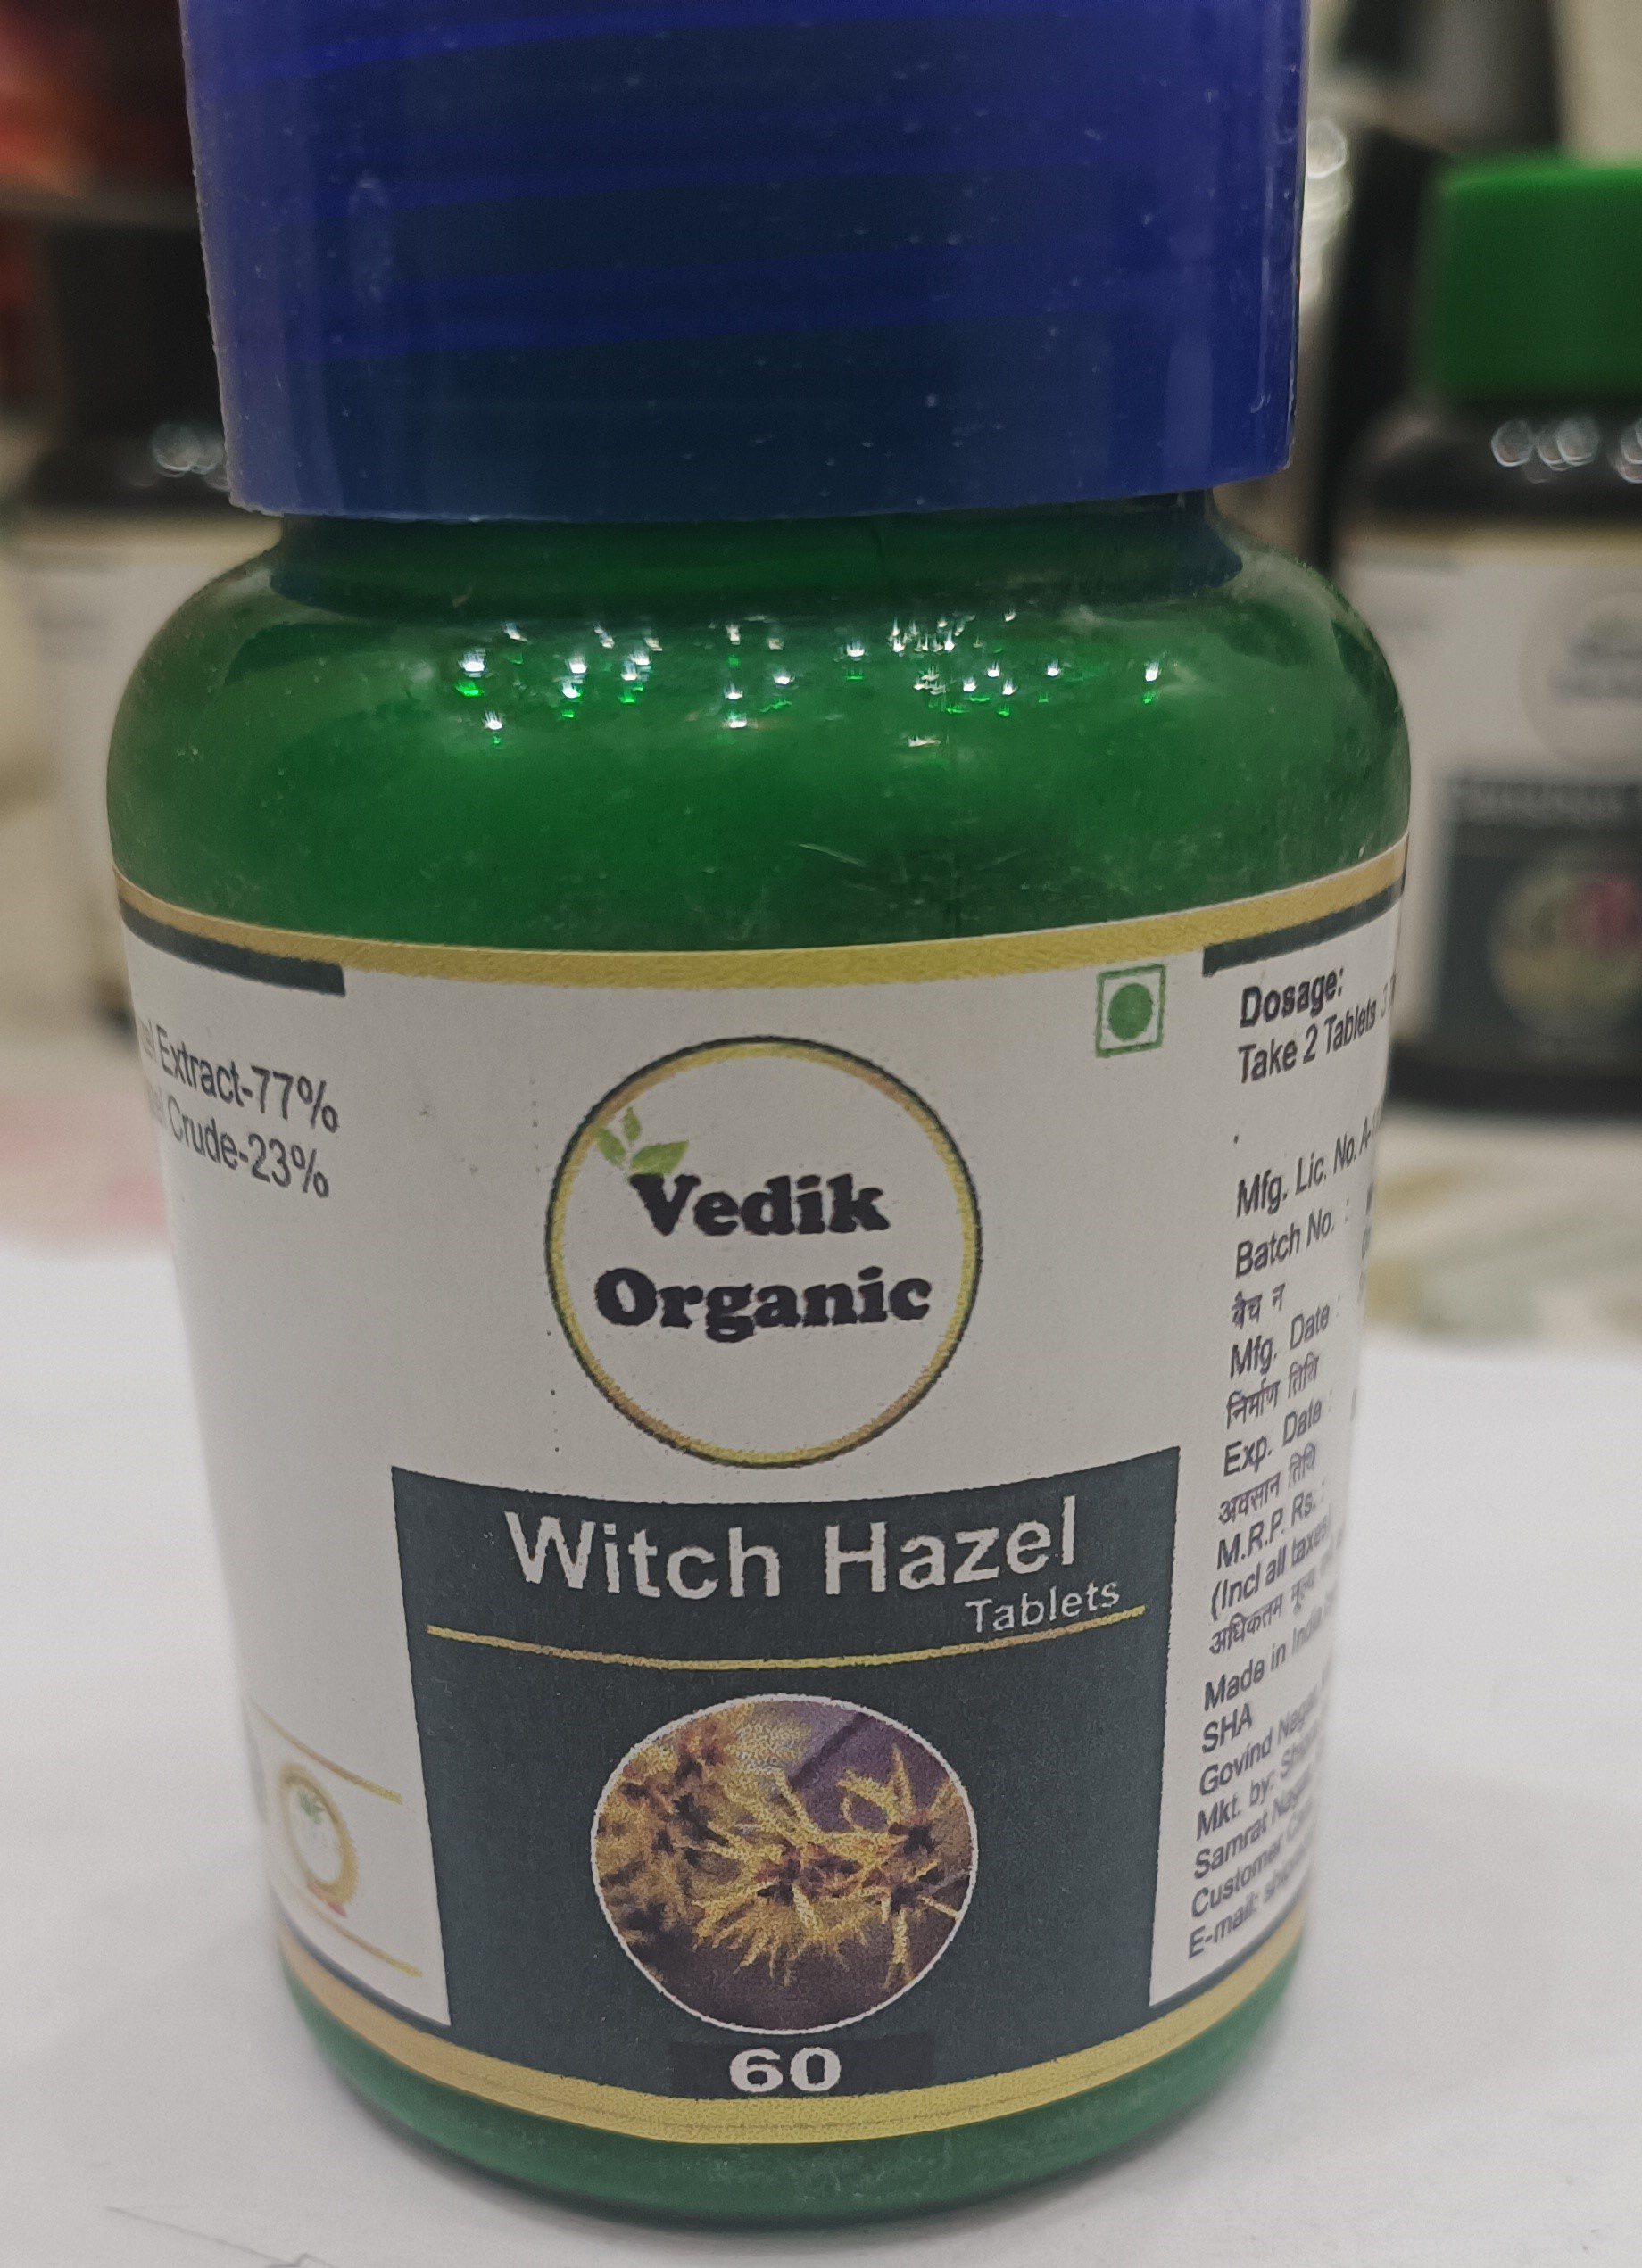 Extract-77%
Crude-23%
Vedik
Organic
Witch Hazel
Tablets
60
Dosage:
Take 2 Tablets
Mfg. Lic. No.
Batch No. :
बैच न
Mfg. Date :
निर्माण तिथि
Exp. Date :
अवसान तिथि
M.R.P. Rs. :
(Incl all taxes)
अधिकतम मूल्य
Made in India
SHA
Govind Nagar
Mkt. by:
Samrat Nagar
Customer
E-mail: